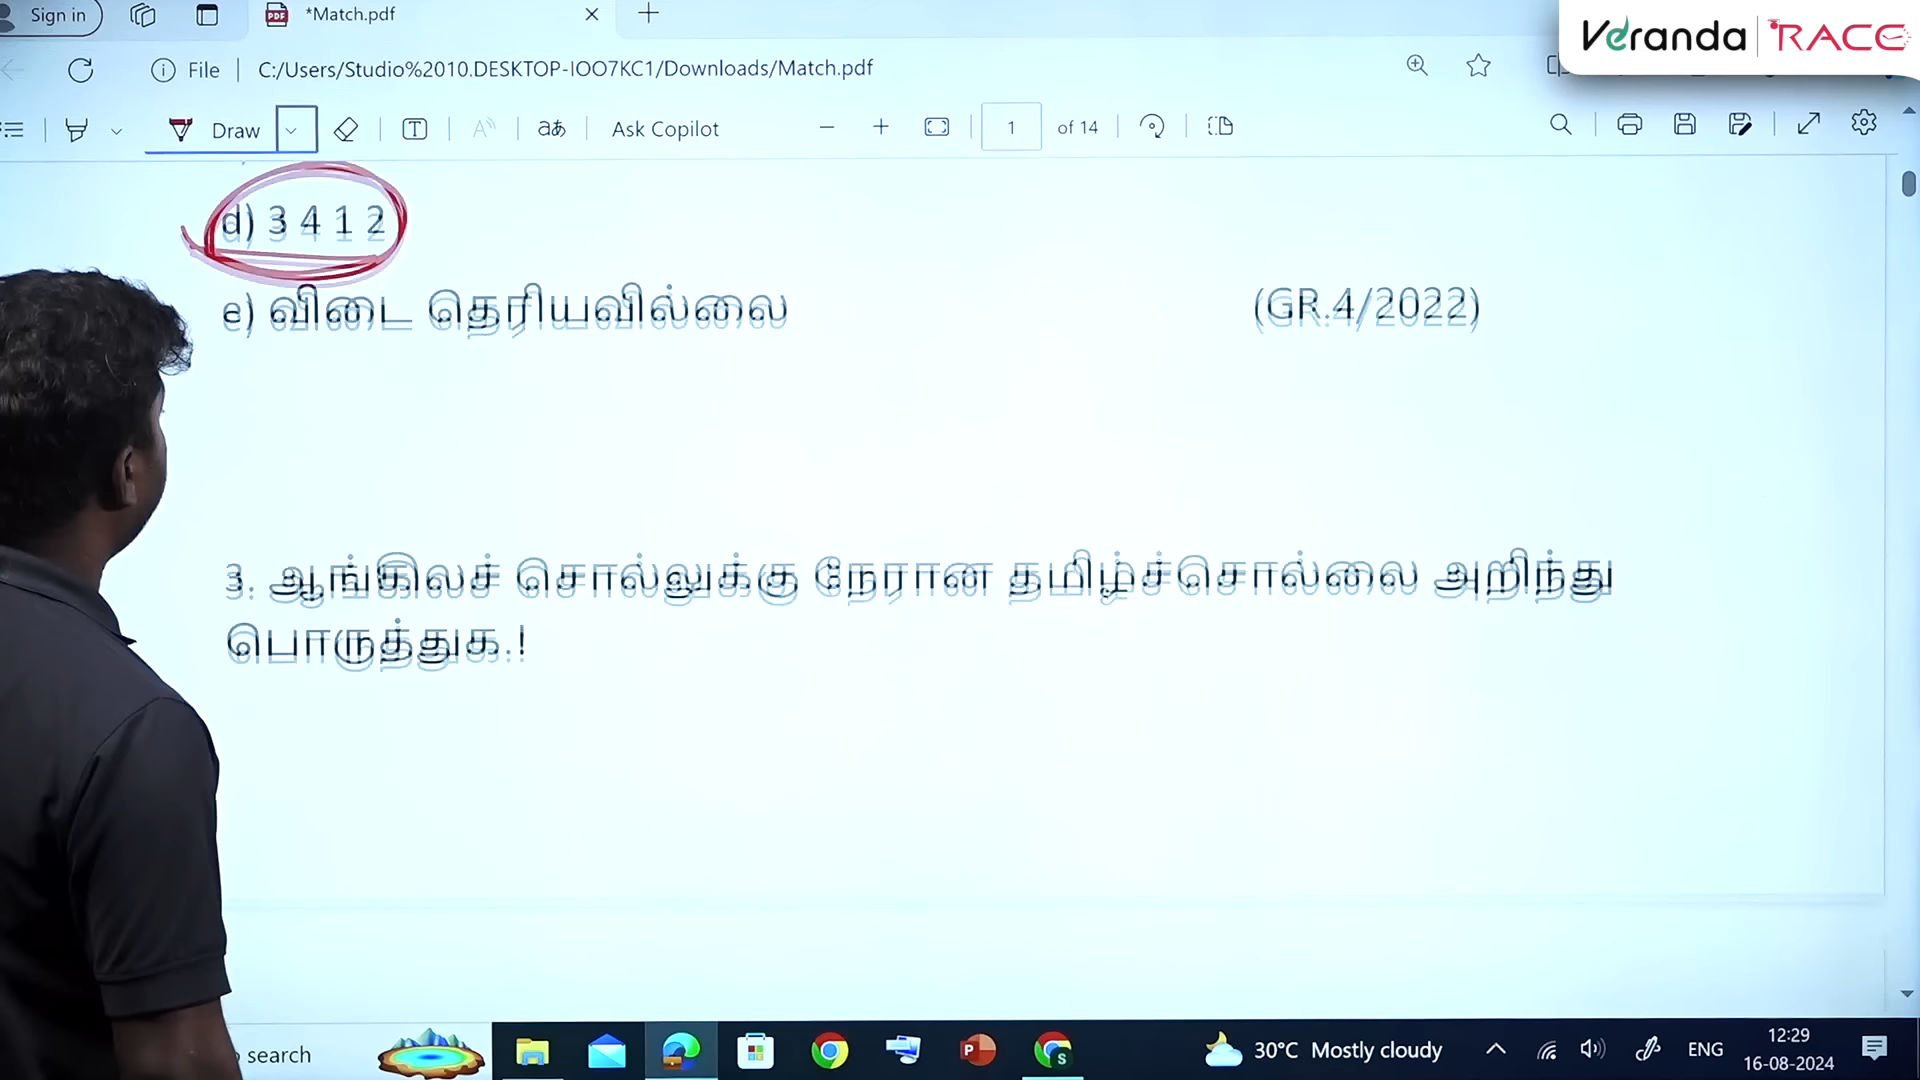 Sign in
*Match.pdf
Veranda RACE
File
C:/Users/Studio%2010.DESKTOP-IOO7KC1/Downloads/Match.pdf
Draw
Ask Copilot
1 of 14
d) 3 4 1 2
e) விடை தெரியவில்லை
(GR.4/2022)
3. ஆங்கிலச் சொல்லுக்கு நேரான தமிழ்ச்சொல்லை அறிந்து
பொருத்துக.!
search
30°C Mostly cloudy
ENG
12:29
16-08-2024